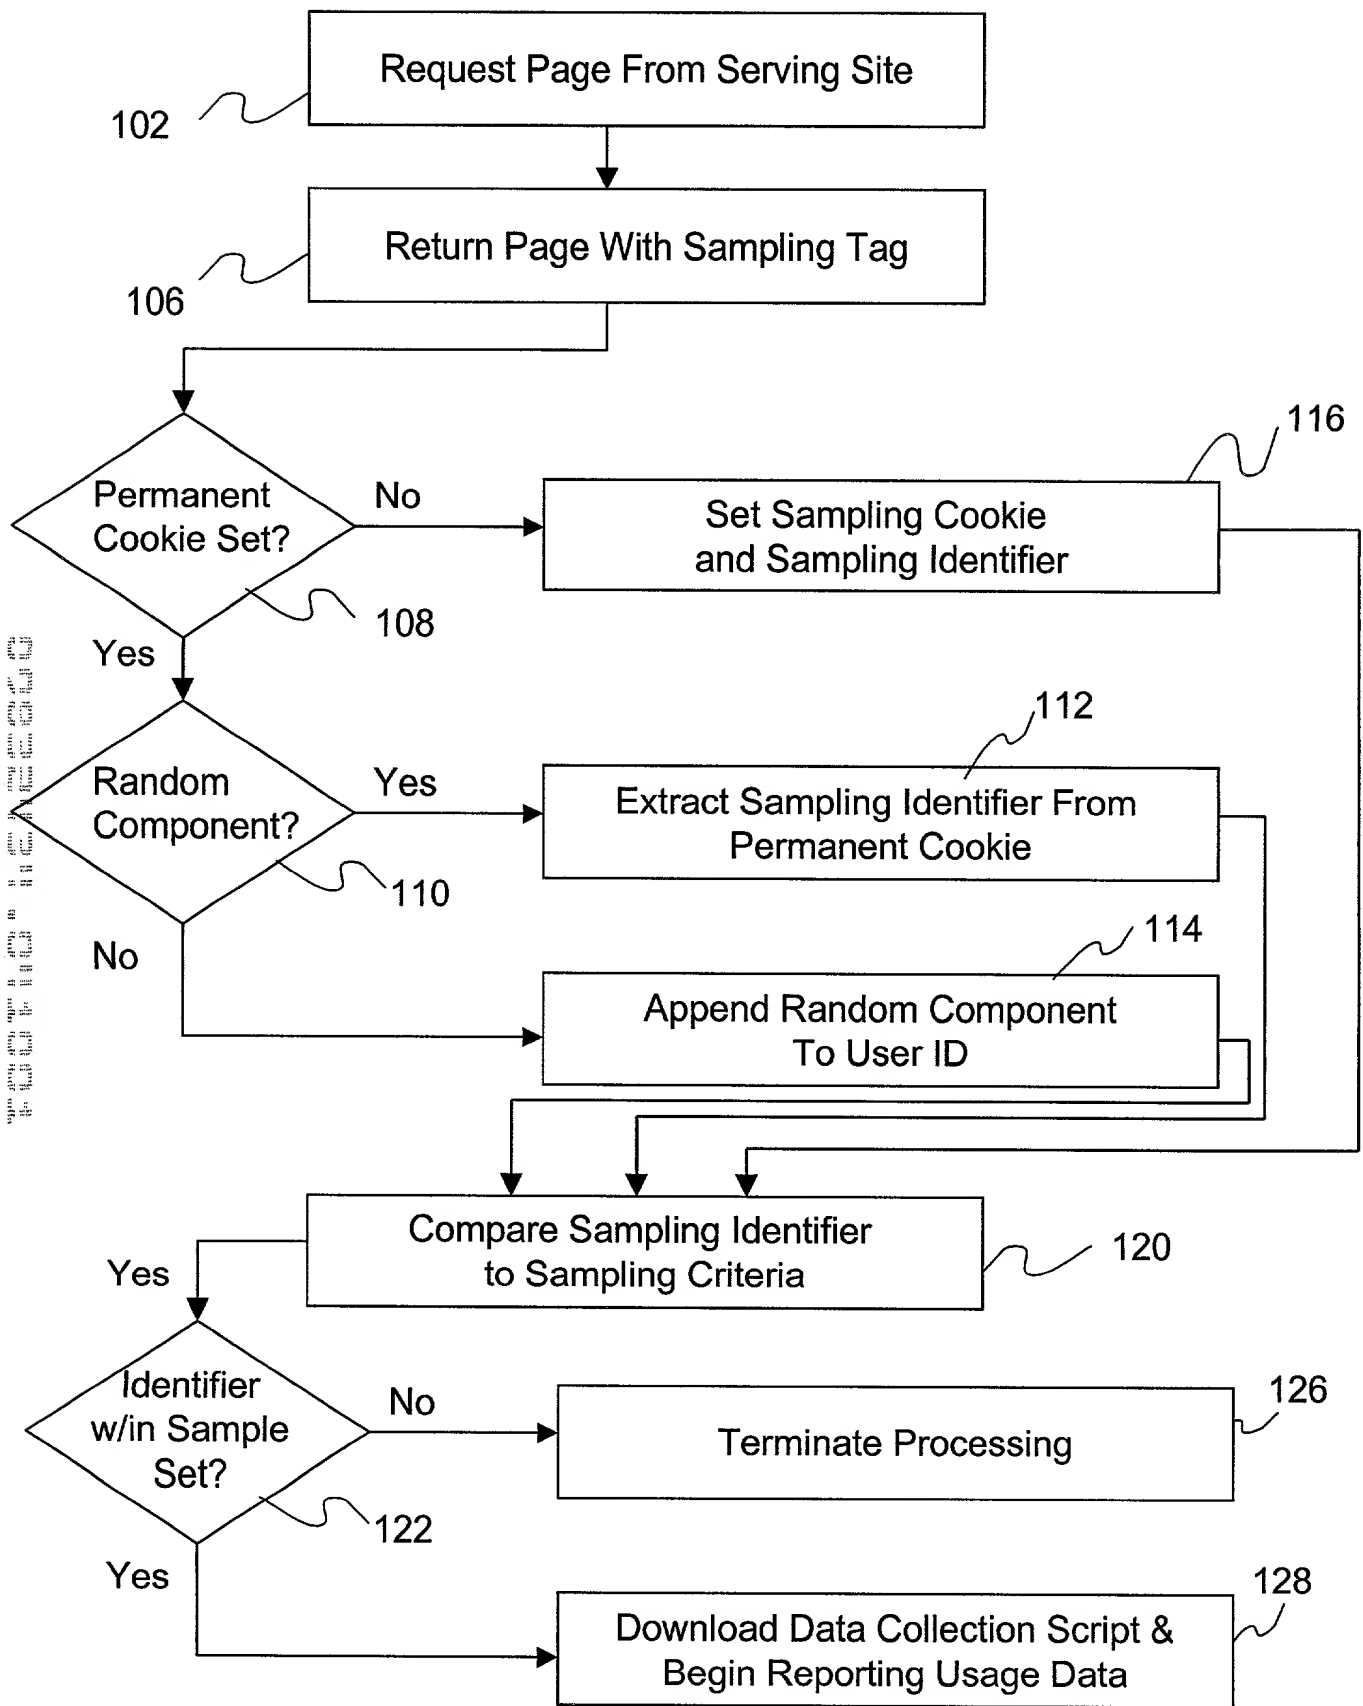 Request Page From Serving Site
102
Return Page With Sampling Tag
106
116
Permanent
Cookie Set?
No
Set Sampling Cookie
and Sampling Identifier
108
Yes
112
Random
Component?
Yes
Extract Sampling Identifier From
Permanent Cookie
110
114
No
Append Random Component
To User ID
Compare Sampling Identifier
to Sampling Criteria
120
Yes
Identifier
w/in Sample
Set?
No
126
Terminate Processing
122
Yes
128
Download Data Collection Script &
Begin Reporting Usage Data